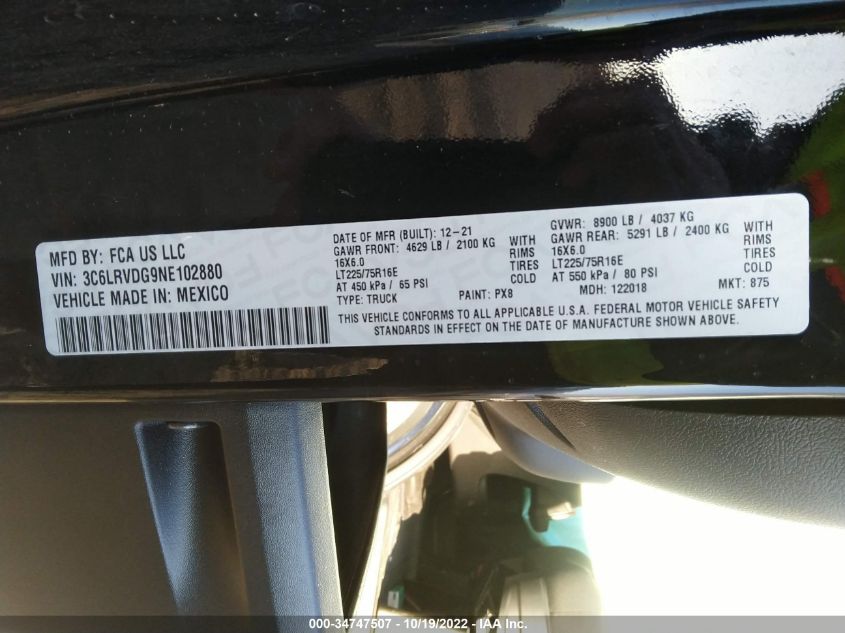 MFD BY: FCA US LLC
VIN: 3C6LRVDG9NE102880
VEHICLE MADE IN: MEXICO
DATE OF MFR (BUILT): 12-21
GAWR FRONT: 4629 LB / 2100 KG WITH
16X6.0 RIMS
LT225/75R16E TIRES
AT 450 kPa / 65 PSI COLD
TYPE: TRUCK PAINT: PX8
GVWR: 8900 LB / 4037 KG
GAWR REAR: 5291 LB / 2400 KG WITH
16X6.0 RIMS
LT225/75R16E TIRES
AT 550 kPa / 80 PSI COLD
MDH: 122018 MKT: 875
THIS VEHICLE CONFORMS TO ALL APPLICABLE U.S.A. FEDERAL MOTOR VEHICLE SAFETY
STANDARDS IN EFFECT ON THE DATE OF MANUFACTURE SHOWN ABOVE.
000-34747507 - 10/19/2022 - IAA Inc.